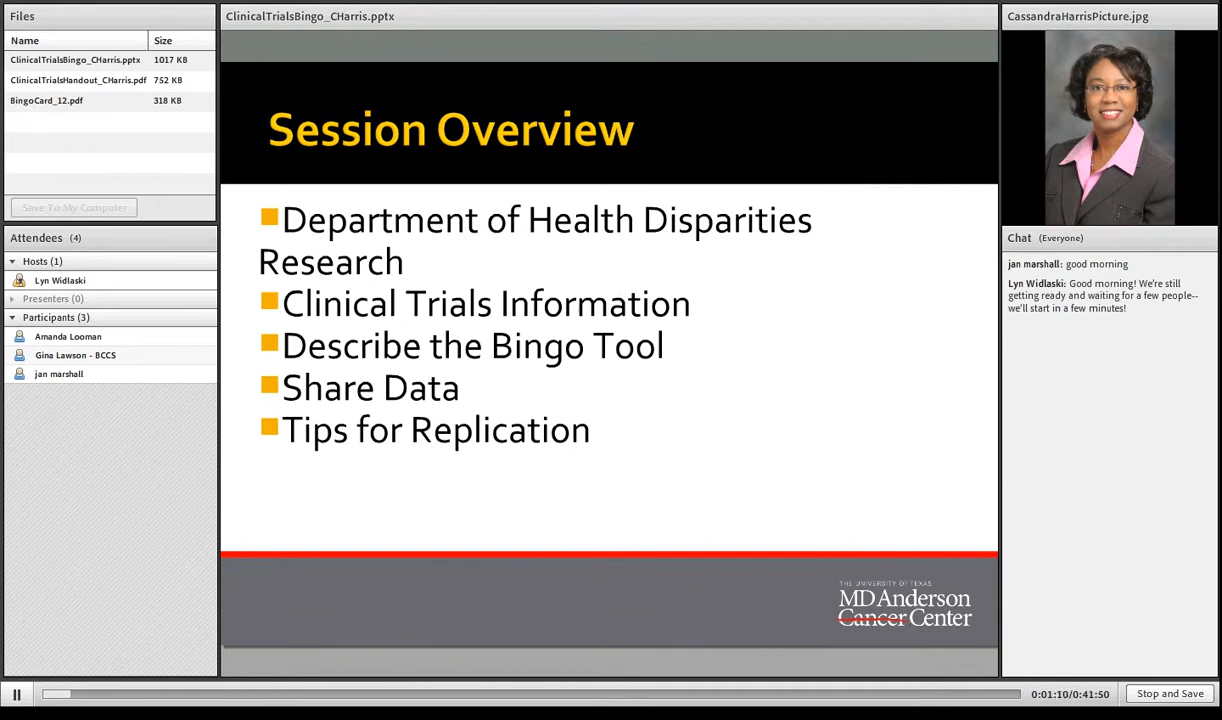 Files
Name Size
ClinicalTrialsBingo_CHarris.pptx 1017 KB
ClinicalTrialsHandout_CHarris.pdf 752 KB
BingoCard_12.pdf 318 KB
Save To My Computer
Attendees (4)
Hosts (1)
Lyn Widlaski
Presenters (0)
Participants (3)
Amanda Looman
Gina Lawson - BCCS
jan marshall
ClinicalTrialsBingo_CHarris.pptx
Session Overview
Department of Health Disparities
Research
Clinical Trials Information
Describe the Bingo Tool
Share Data
Tips for Replication
THE UNIVERSITY OF TEXAS
MD Anderson
Cancer Center
CassandraHarrisPicture.jpg
Chat (Everyone)
jan marshall: good morning
Lyn Widlaski: Good morning! We're still
getting ready and waiting for a few people--
we'll start in a few minutes!
0:01:10/0:41:50
Stop and Save